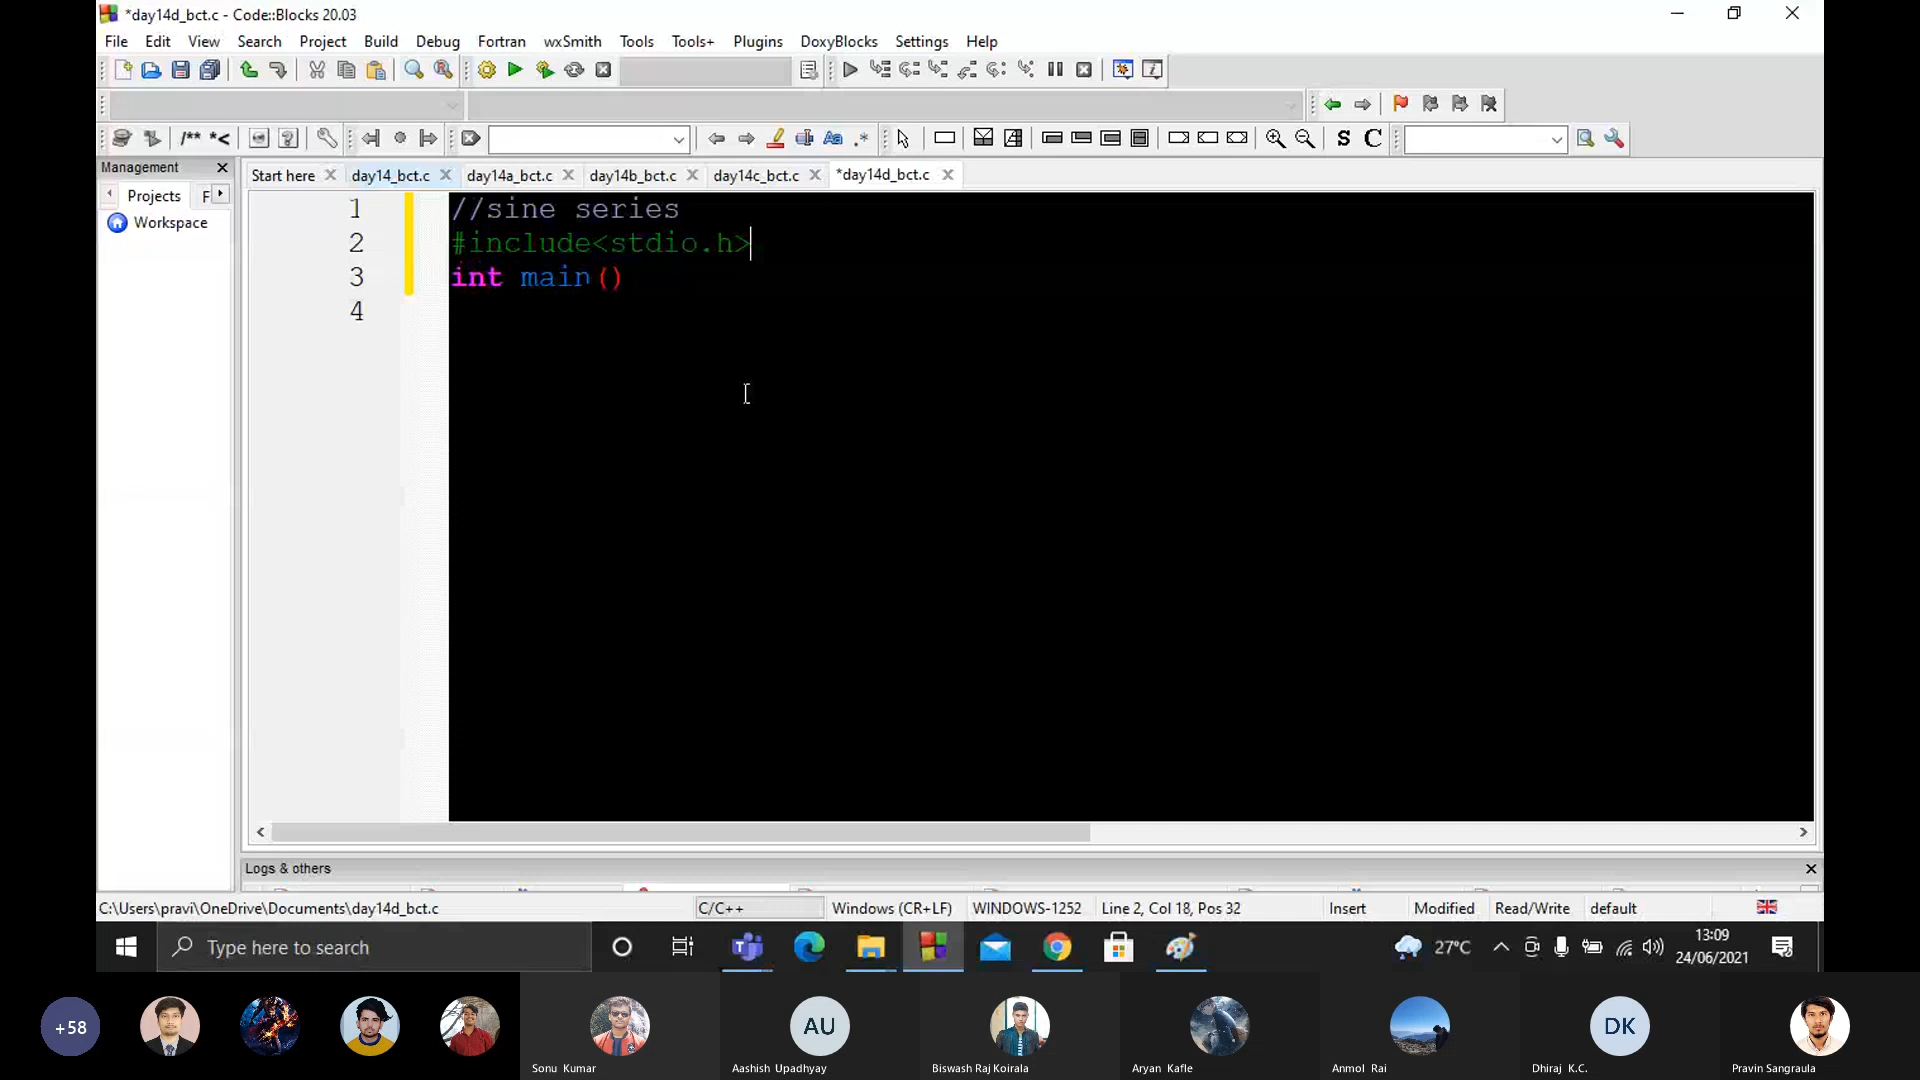 *day14d_bct.c - Code::Blocks 20.03
File Edit View Search Project Build Debug Fortran wxSmith Tools Tools+ Plugins DoxyBlocks Settings Help
/** *< Aa .* S C
Management
Start here day14_bct.c day14a_bct.c day14b_bct.c day14c_bct.c *day14d_bct.c
Projects F
Workspace
1 //sine series
2 #include<stdio.h>
3 int main()
4
Logs & others
C:\Users\pravi\OneDrive\Documents\day14d_bct.c C/C++ Windows (CR+LF) WINDOWS-1252 Line 2, Col 18, Pos 32 Insert Modified Read/Write default
Type here to search 27°C 13:09
24/06/2021
+58 AU DK
Sonu Kumar Aashish Upadhyay Biswash Raj Koirala Aryan Kafle Anmol Rai Dhiraj K.C. Pravin Sangraula